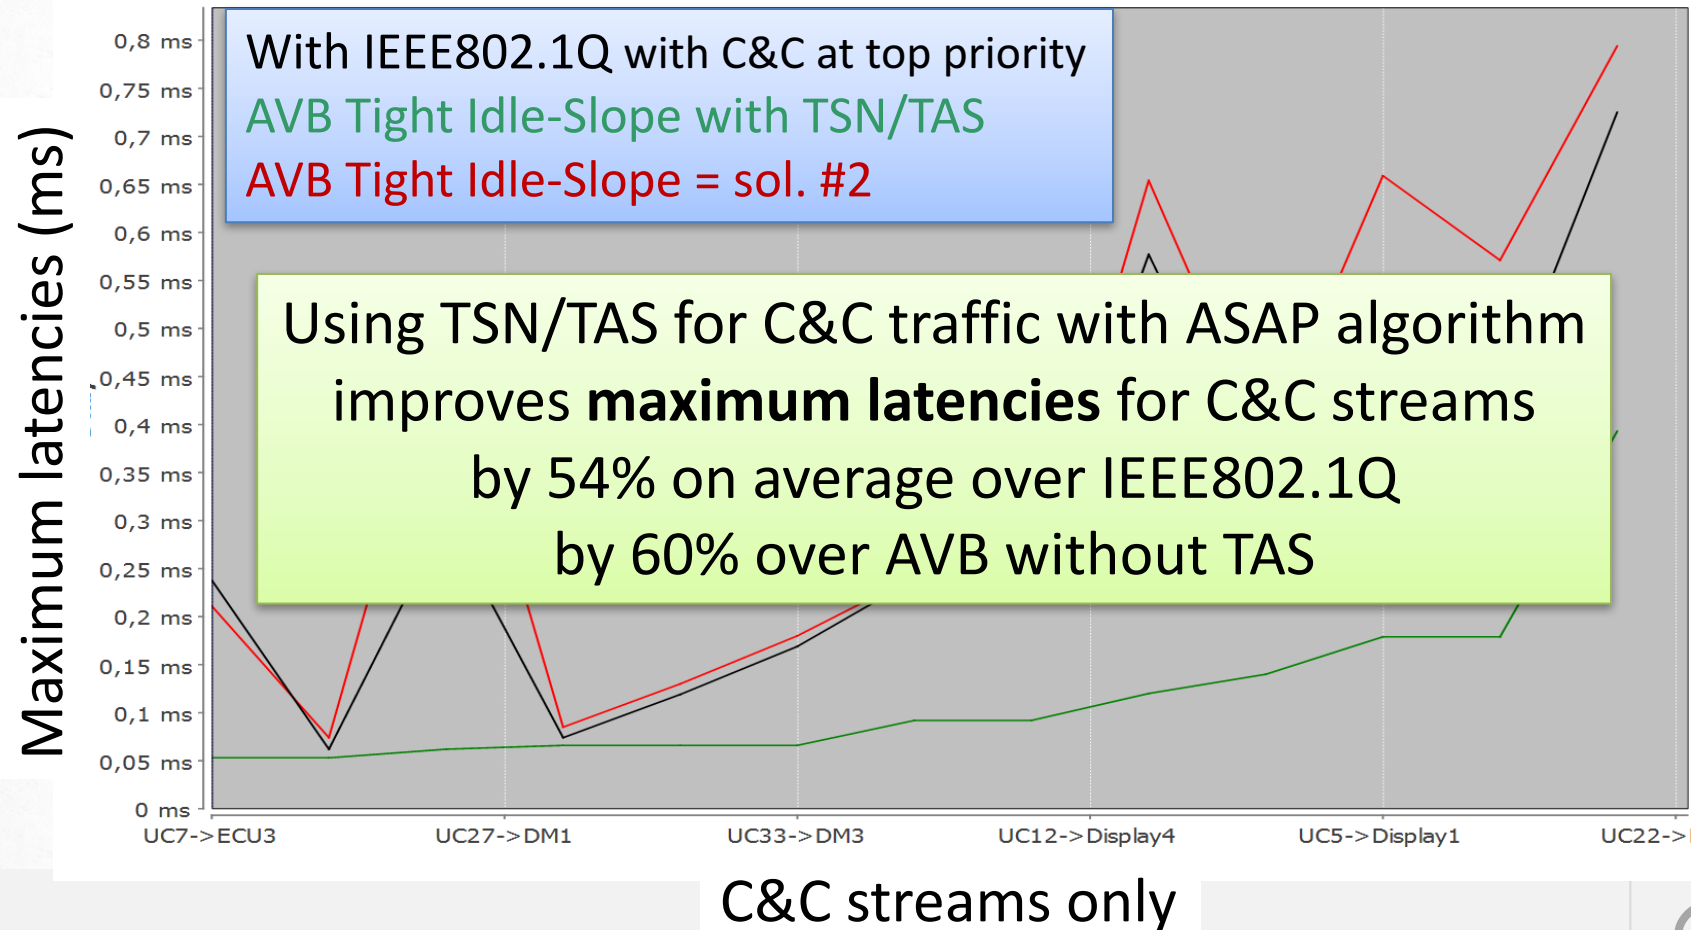 With IEEE802.1Q with C&C at top priority
AVB Tight Idle-Slope with TSN/TAS
AVB Tight Idle-Slope = sol. #2
Using TSN/TAS for C&C traffic with ASAP algorithm
improves maximum latencies for C&C streams
by 54% on average over IEEE802.1Q
by 60% over AVB without TAS
Maximum latencies (ms)
0,8 ms
0,75 ms
0,7 ms
0,65 ms
0,6 ms
0,55 ms
0,5 ms
0,45 ms
0,4 ms
0,35 ms
0,3 ms
0,25 ms
0,2 ms
0,15 ms
0,1 ms
0,05 ms
0 ms
UC7->ECU3 UC27->DM1 UC33->DM3 UC12->Display4 UC5->Display1 UC22->
C&C streams only